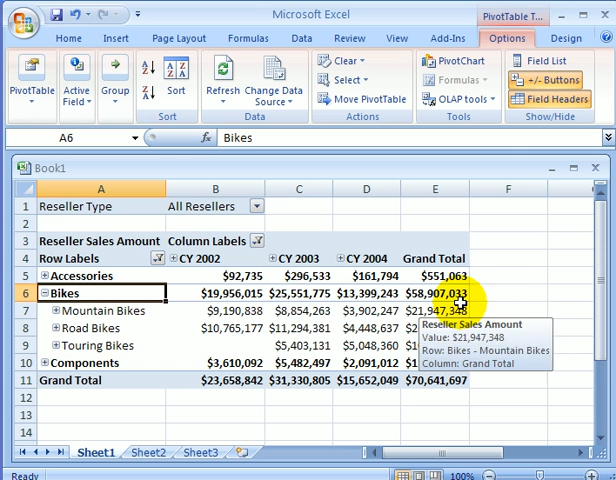 Microsoft Excel
PivotTable T...
Home Insert Page Layout Formulas Data Review View Add-Ins Options Design
PivotTable
Active Field
Group
Sort
Sort
Refresh
Change Data Source
Data
Clear
Select
Move PivotTable
Actions
PivotChart
Formulas
OLAP tools
Tools
Field List
+/- Buttons
Field Headers
Show/Hide
A6 fx Bikes
Book1
A B C D E F
1 Reseller Type All Resellers
2
3 Reseller Sales Amount Column Labels
4 Row Labels CY 2002 CY 2003 CY 2004 Grand Total
5 Accessories $92,735 $296,533 $161,794 $551,063
6 Bikes $19,956,015 $25,551,775 $13,399,243 $58,907,033
7 Mountain Bikes $9,190,838 $8,854,263 $3,902,247 $21,947,348
8 Road Bikes $10,765,177 $11,294,381 $4,448,637 $2
9 Touring Bikes $5,403,131 $5,048,360 $1
10 Components $3,610,092 $5,482,497 $2,091,012 $1
11 Grand Total $23,658,842 $31,330,805 $15,652,049 $70,641,697
12
13
14
Reseller Sales Amount
Value: $21,947,348
Row: Bikes - Mountain Bikes
Column: Grand Total
Sheet1 Sheet2 Sheet3
Ready 100%